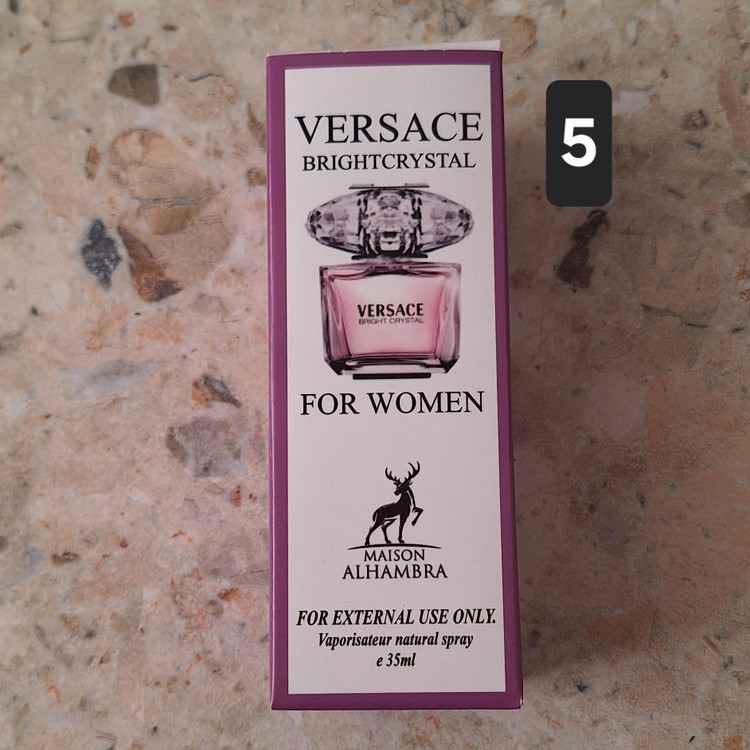 VERSACE
BRIGHTCRYSTAL
VERSACE
BRIGHT CRYSTAL
FOR WOMEN
MAISON
ALHAMBRA
FOR EXTERNAL USE ONLY.
Vaporisateur natural spray
e 35ml
5